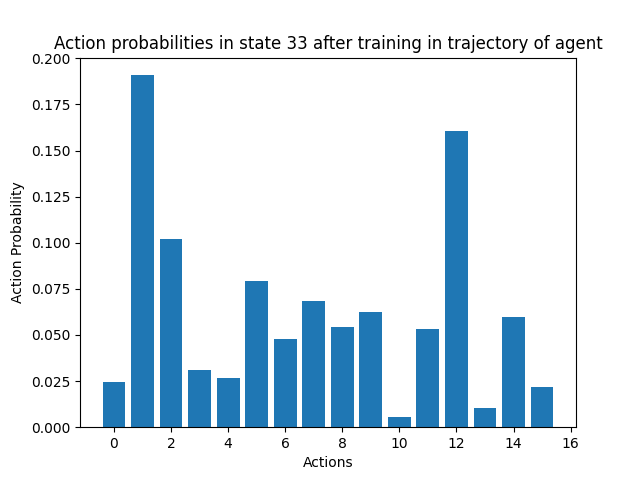 Action probabilities in state 33 after training in trajectory of agent
0.200
0.175
0.150
0.125
0.100
0.075
0.050
0.025
0.000
Action Probability
0 2 4 6 8 10 12 14 16
Actions